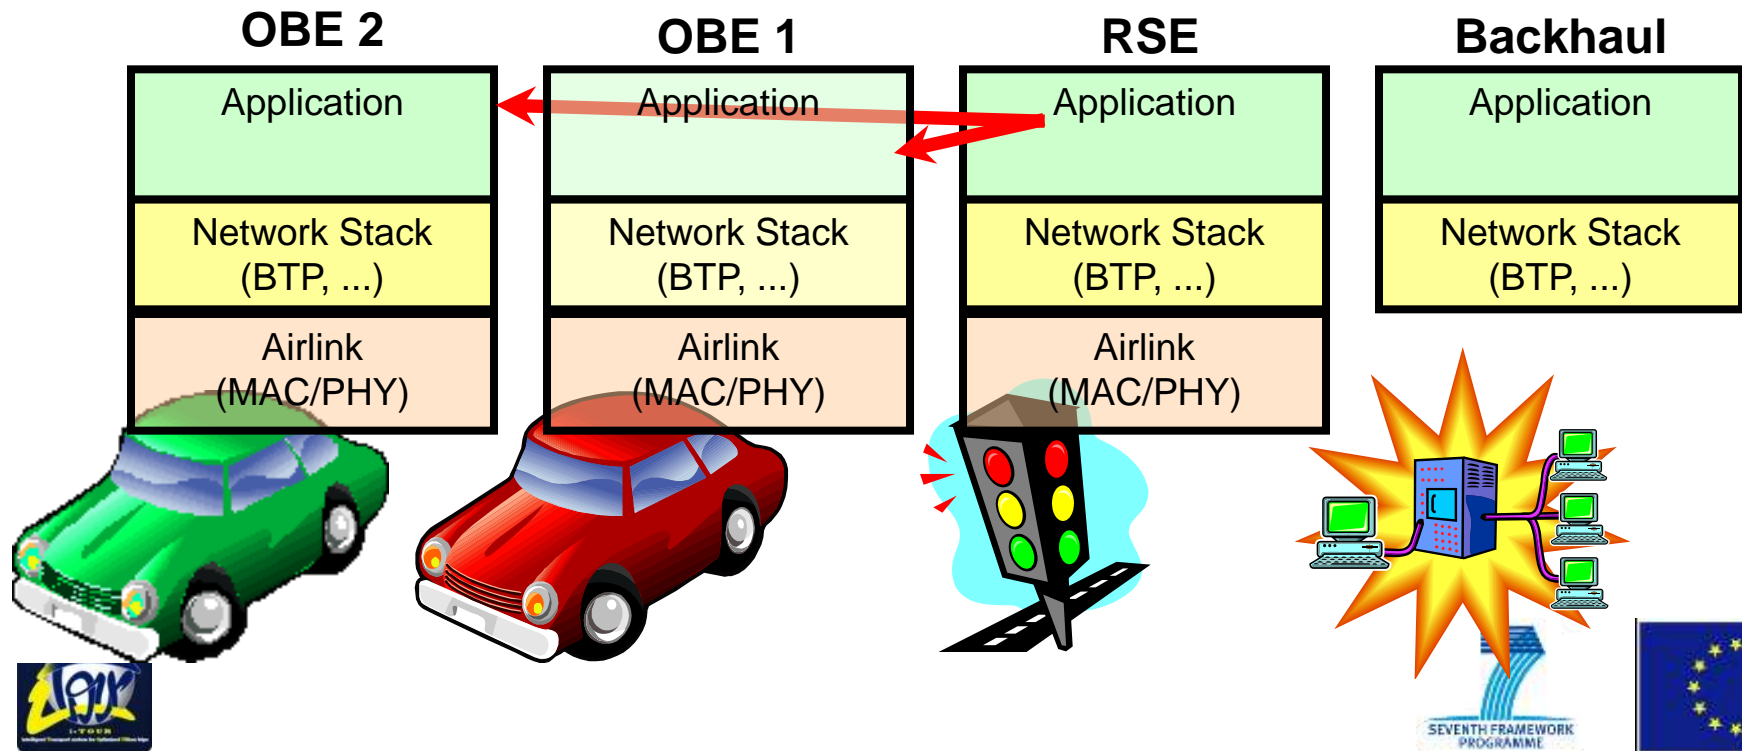 OBE 2
OBE 1
RSE
Backhaul
Application
Application
Application
Application
Network Stack
(BTP, ...)
Network Stack
(BTP, ...)
Network Stack
(BTP, ...)
Network Stack
(BTP, ...)
Airlink
(MAC/PHY)
Airlink
(MAC/PHY)
Airlink
(MAC/PHY)
i-TOUR
SEVENTH FRAMEWORK
PROGRAMME